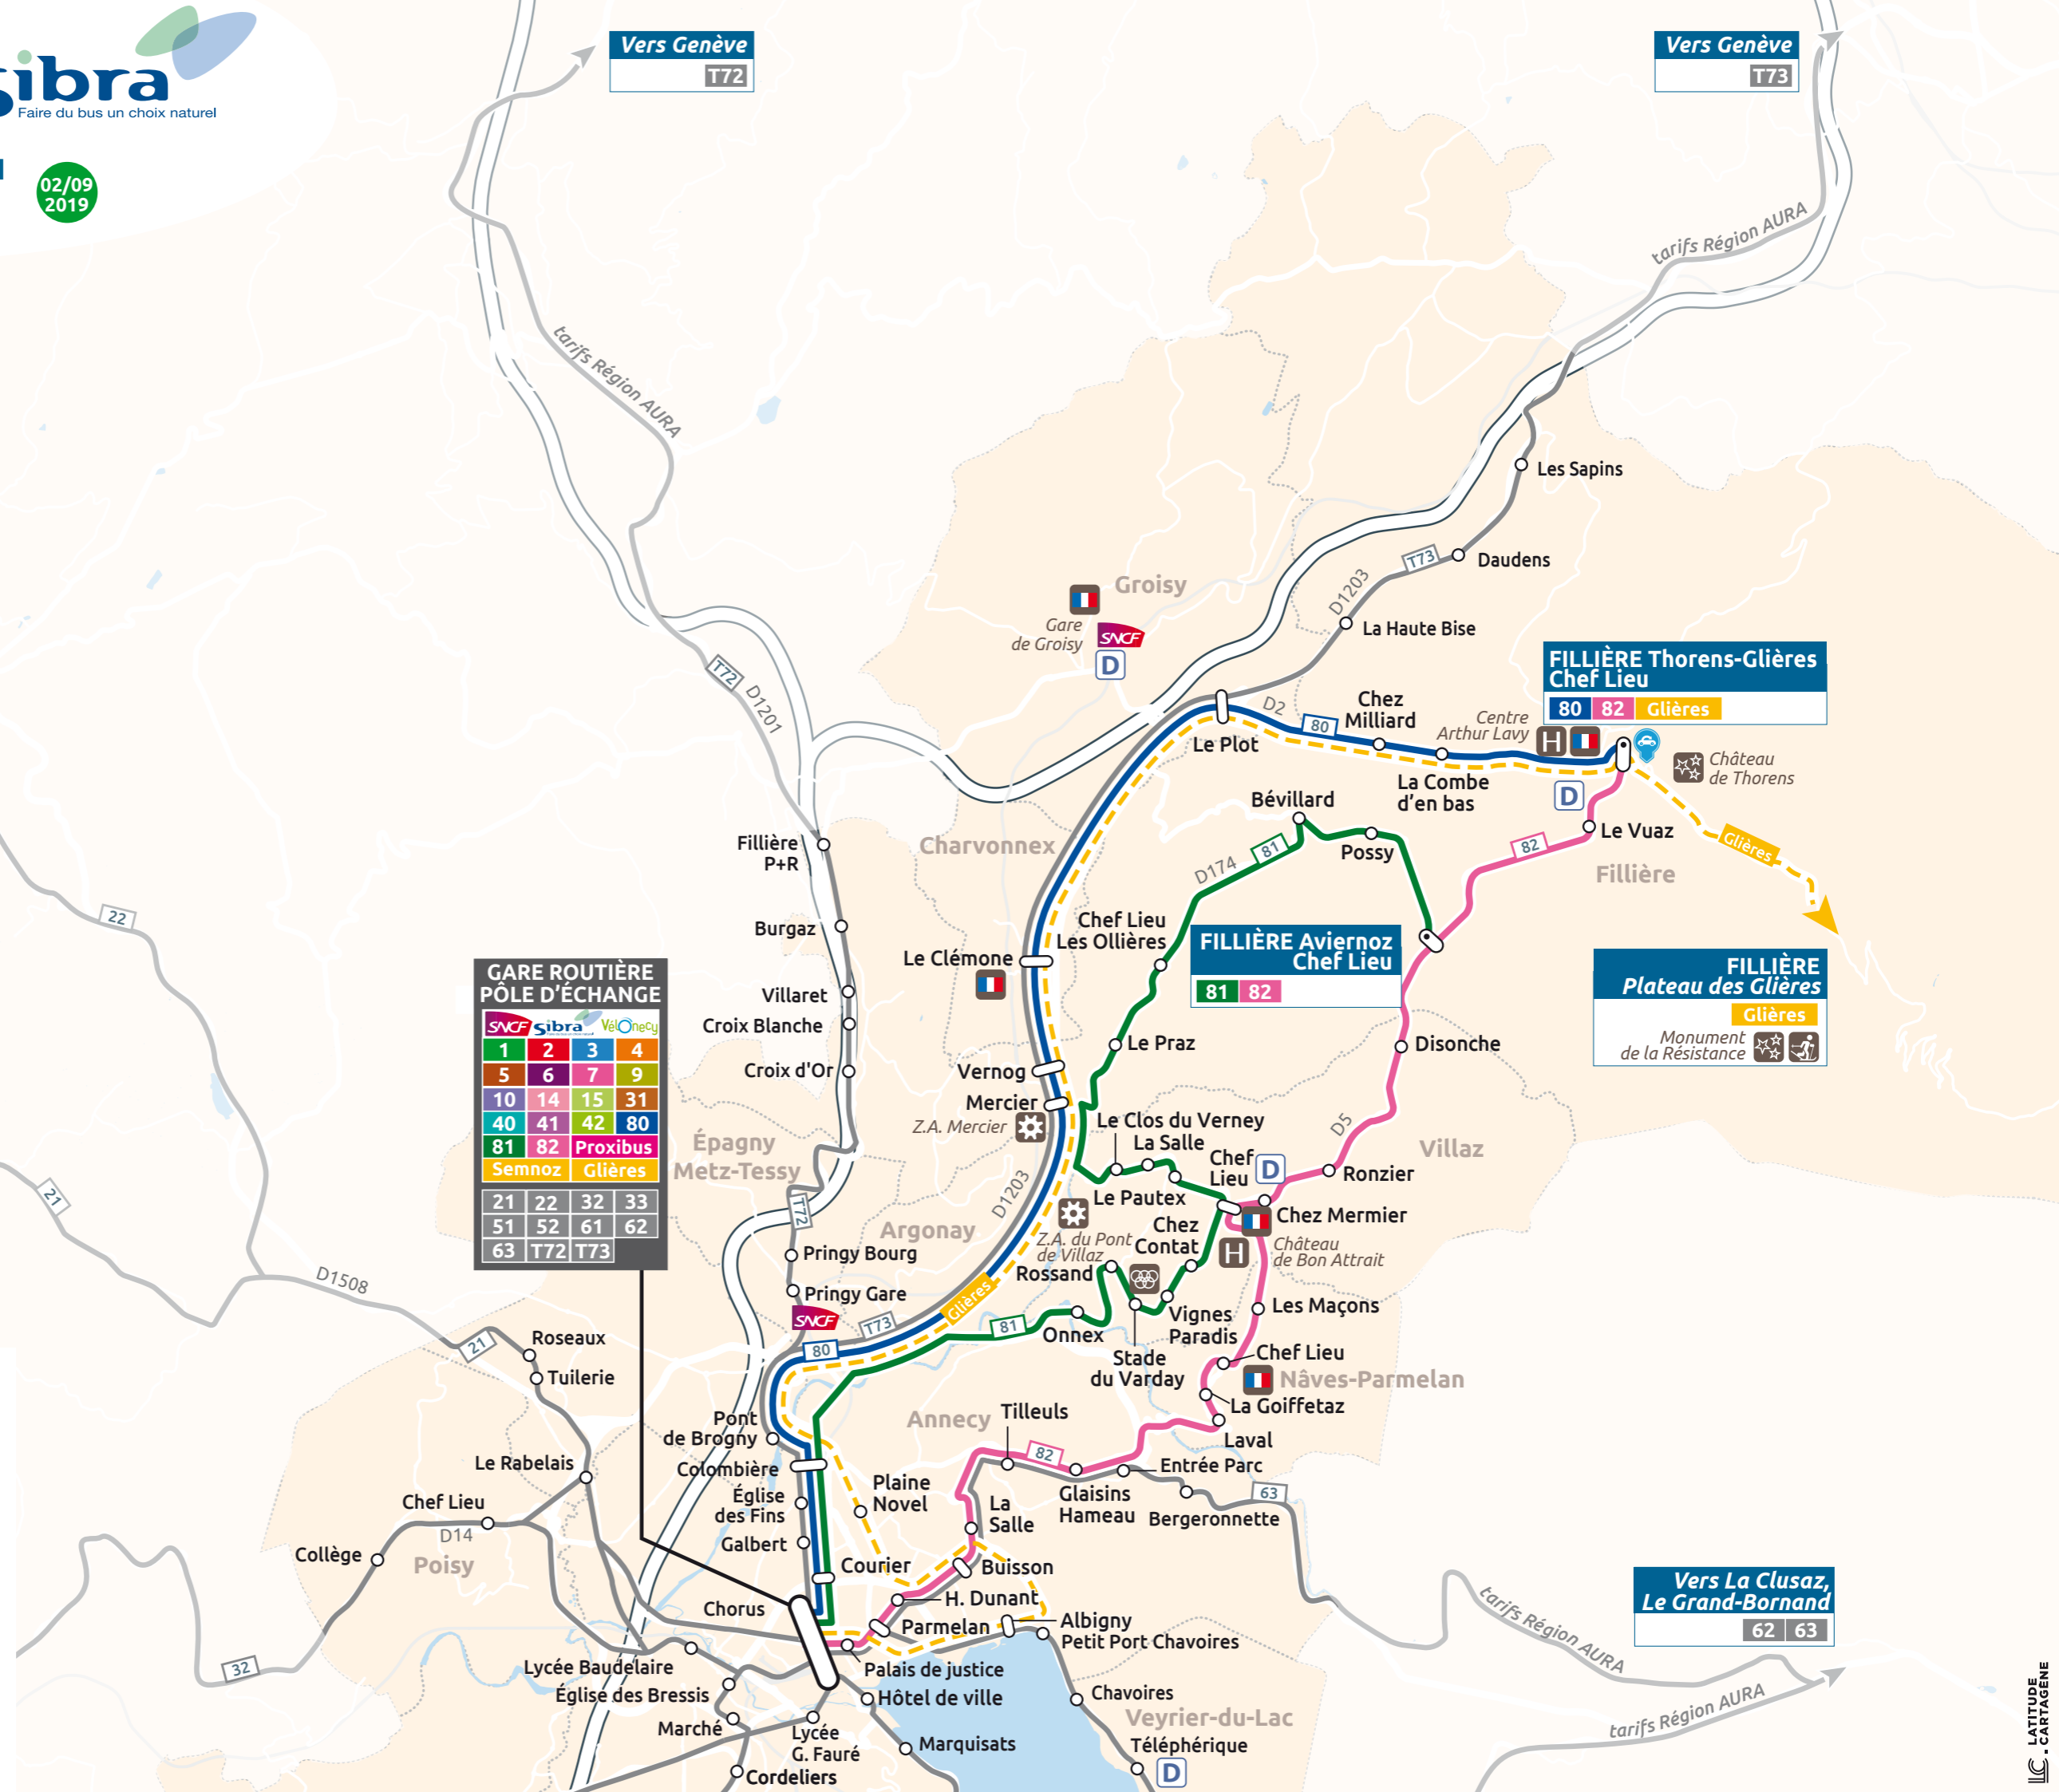 sibra
Faire du bus un choix naturel
02/09
2019
Vers Genève
T72
Vers Genève
T73
tarifs Région AURA
tarifs Région AURA
Les Sapins
T73
Daudens
D1203
La Haute Bise
Groisy
Gare
de Groisy
SNCF
D
T72
D1201
FILLIÈRE Thorens-Glières
Chef Lieu
80 82 Glières
D2
80
Chez
Milliard
Centre
Arthur Lavy
H
Le Plot
La Combe
d'en bas
D
Château
de Thorens
Le Vuaz
82
Glières
Fillière
Bévillard
81
Possy
D174
Charvonnex
Fillière
P+R
Burgaz
Villaret
Croix Blanche
Croix d'Or
Chef Lieu
Les Ollières
Le Clémone
FILLIÈRE Aviernoz
Chef Lieu
81 82
FILLIÈRE
Plateau des Glières
Glières
Monument
de la Résistance
22
GARE ROUTIÈRE
PÔLE D'ÉCHANGE
SNCF sibra VélOnecy
1 2 3 4
5 6 7 9
10 14 15 31
40 41 42 80
81 82 Proxibus
Semnoz Glières
21 22 32 33
51 52 61 62
63 T72 T73
Le Praz
Disonche
Vernog
Mercier
Z.A. Mercier
Épagny
Metz-Tessy
Le Clos du Verney
La Salle
Chef
Lieu
D
D5
Villaz
Ronzier
Le Pautex
Chez Mermier
Chez
Contat
H
Château
de Bon Attrait
T72
D1203
Argonay
Z.A. du Pont
de Villaz
Rossand
21
D1508
Pringy Bourg
Pringy Gare
SNCF
Glières
T73
80
81
Onnex
Vignes
Paradis
Stade
du Varday
Les Maçons
Chef Lieu
Nâves-Parmelan
La Goiffetaz
Laval
21
Roseaux
Tuilerie
Annecy
Tilleuls
82
Entrée Parc
Glaisins
Hameau
Bergeronnette
63
Pont
de Brogny
Colombière
Église
des Fins
Galbert
Plaine
Novel
La
Salle
Le Rabelais
Chef Lieu
D14
Collège
Poisy
Courier
Buisson
H. Dunant
Chorus
Parmelan
Albigny
Petit Port Chavoires
32
Lycée Baudelaire
Palais de justice
Église des Bressis
Hôtel de ville
Marché
Lycée
G. Fauré
Marquisats
Cordeliers
Chavoires
Veyrier-du-Lac
Téléphérique
D
Vers La Clusaz,
Le Grand-Bornand
62 63
tarifs Région AURA
tarifs Région AURA
LATITUDE
CARTAGÈNE